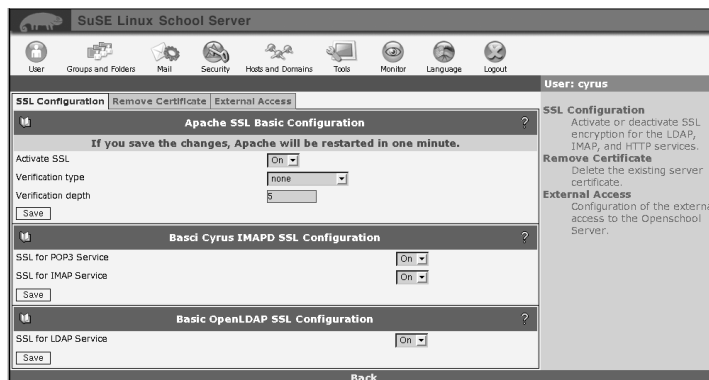 SuSE Linux School Server
User Groups and Folders Mail Security Hosts and Domains Tools Monitor Language Logout
User: cyrus
SSL Configuration Remove Certificate External Access
Apache SSL Basic Configuration ?
If you save the changes, Apache will be restarted in one minute.
Activate SSL On
Verification type none
Verification depth 5
Save
Basci Cyrus IMAPD SSL Configuration ?
SSL for POP3 Service On
SSL for IMAP Service On
Save
Basic OpenLDAP SSL Configuration ?
SSL for LDAP Service On
Save
Back
SSL Configuration
Activate or deactivate SSL
encryption for the LDAP,
IMAP, and HTTP services.
Remove Certificate
Delete the existing server
certificate.
External Access
Configuration of the externa
access to the Openschool
Server.